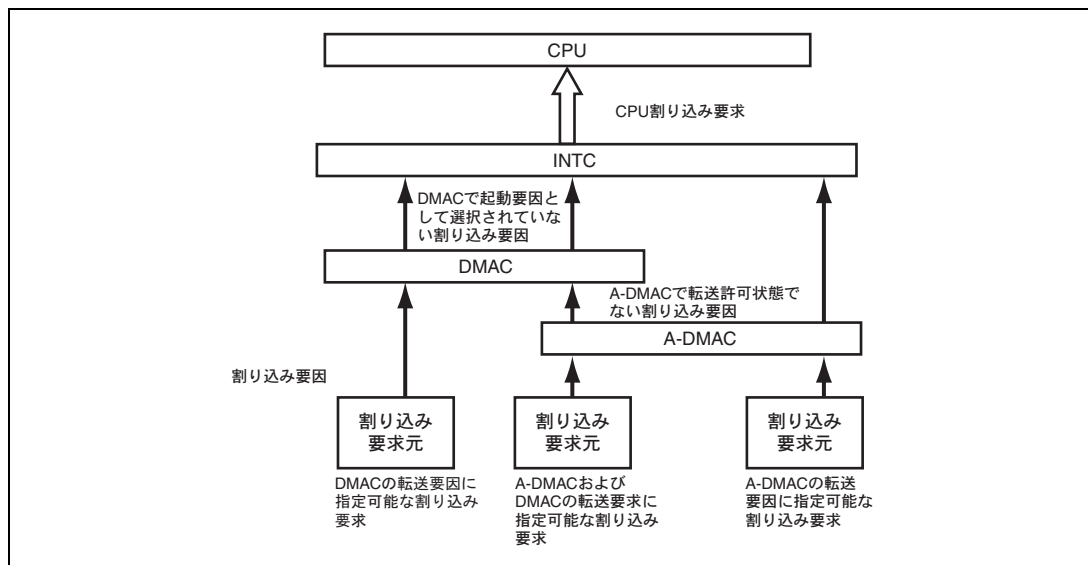 CPU
CPU割り込み要求
INTC
DMACで起動要因と
して選択されていな
い割り込み要因
DMAC
A-DMACで転送許可状態で
ない割り込み要因
A-DMAC
割り込み要因
割り込み
要求元
割り込み
要求元
割り込み
要求元
DMACの転送要因に
指定可能な割り込み
要求
A-DMACおよび
DMACの転送要求に
指定可能な割り込み
要求
A-DMACの転送
要因に指定可能な
割り込み要求